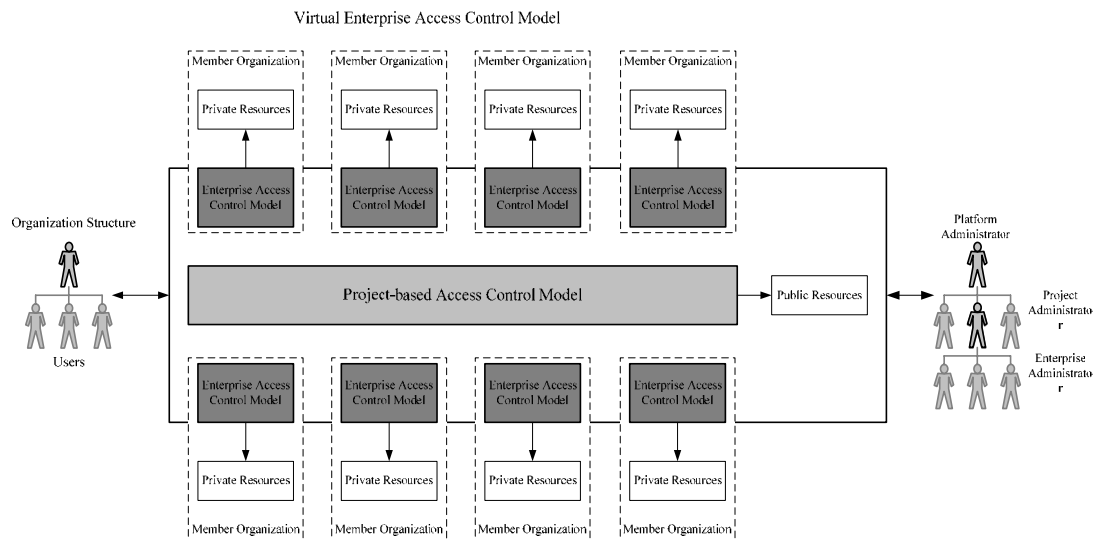 Virtual Enterprise Access Control Model
Member Organization
Member Organization
Member Organization
Member Organization
Private Resources
Private Resources
Private Resources
Private Resources
Enterprise Access
Control Model
Enterprise Access
Control Model
Enterprise Access
Control Model
Enterprise Access
Control Model
Organization Structure
Users
Project-based Access Control Model
Public Resources
Platform
Administrator
Project
Administrato
r
Enterprise
Administrato
r
Enterprise Access
Control Model
Enterprise Access
Control Model
Enterprise Access
Control Model
Enterprise Access
Control Model
Private Resources
Private Resources
Private Resources
Private Resources
Member Organization
Member Organization
Member Organization
Member Organization